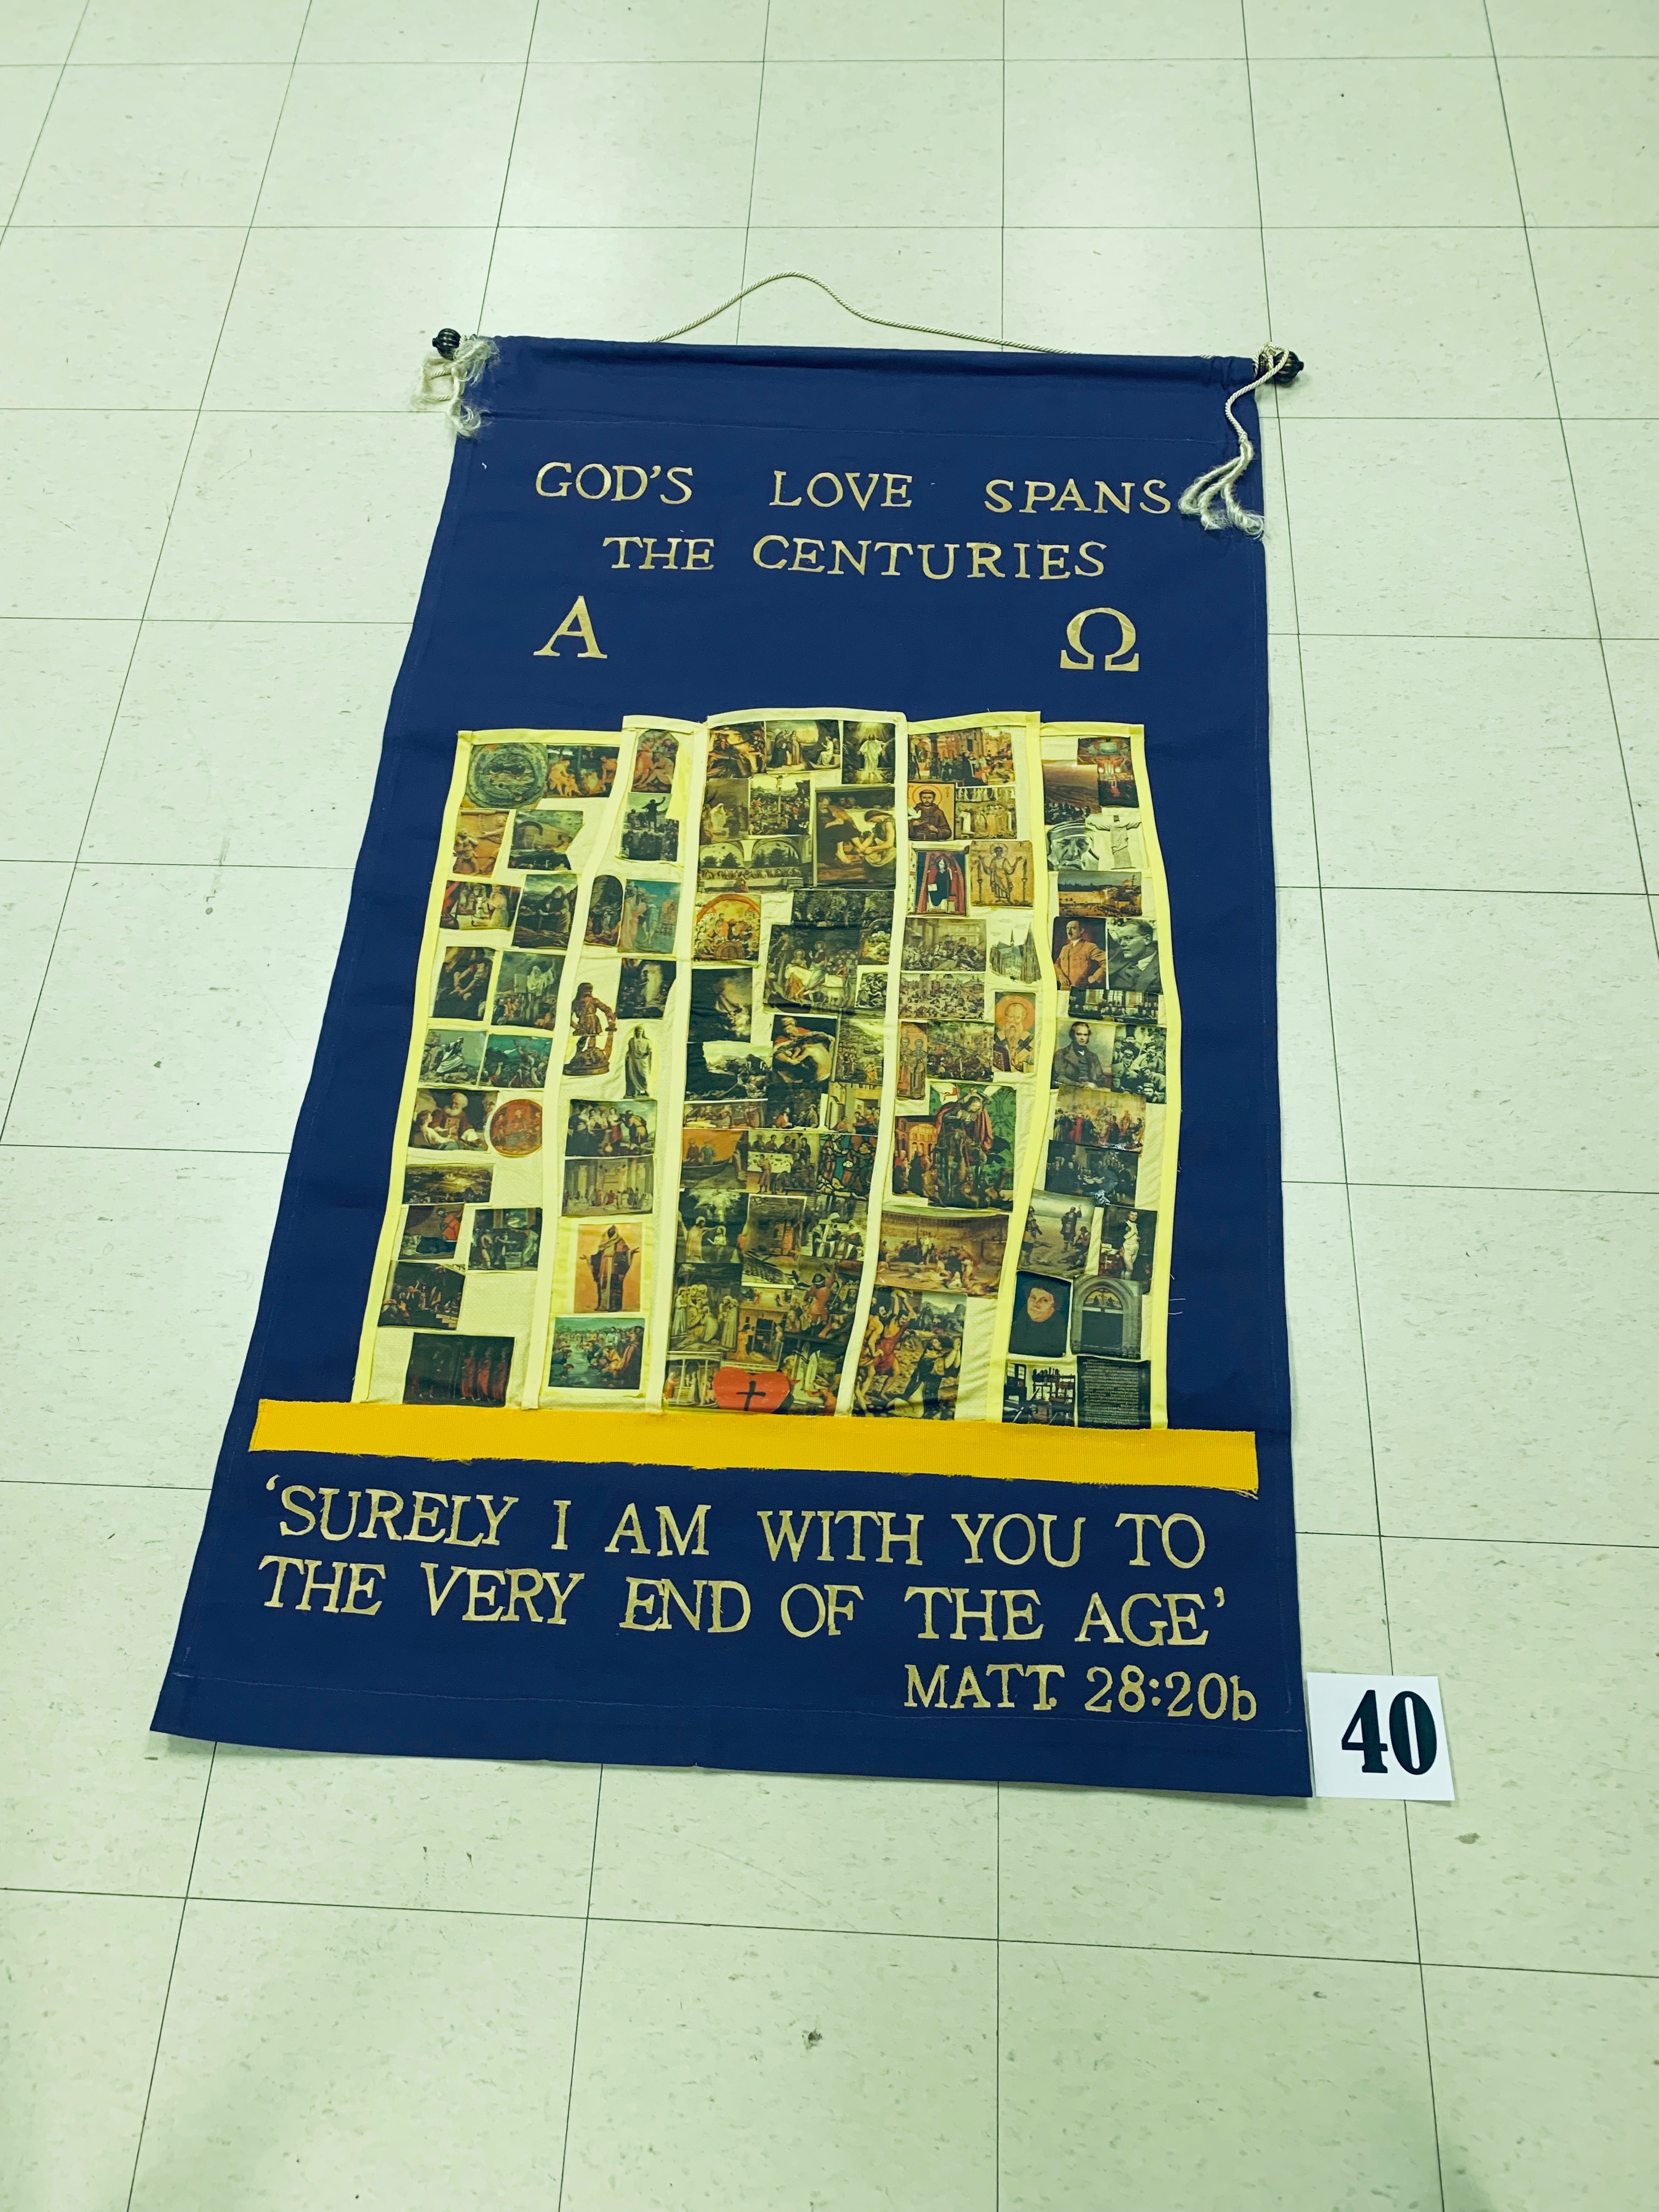 GOD'S LOVE SPANS
THE CENTURIES
Α Ω
'SURELY I AM WITH YOU TO
THE VERY END OF THE AGE'
MATT. 28:20b
40